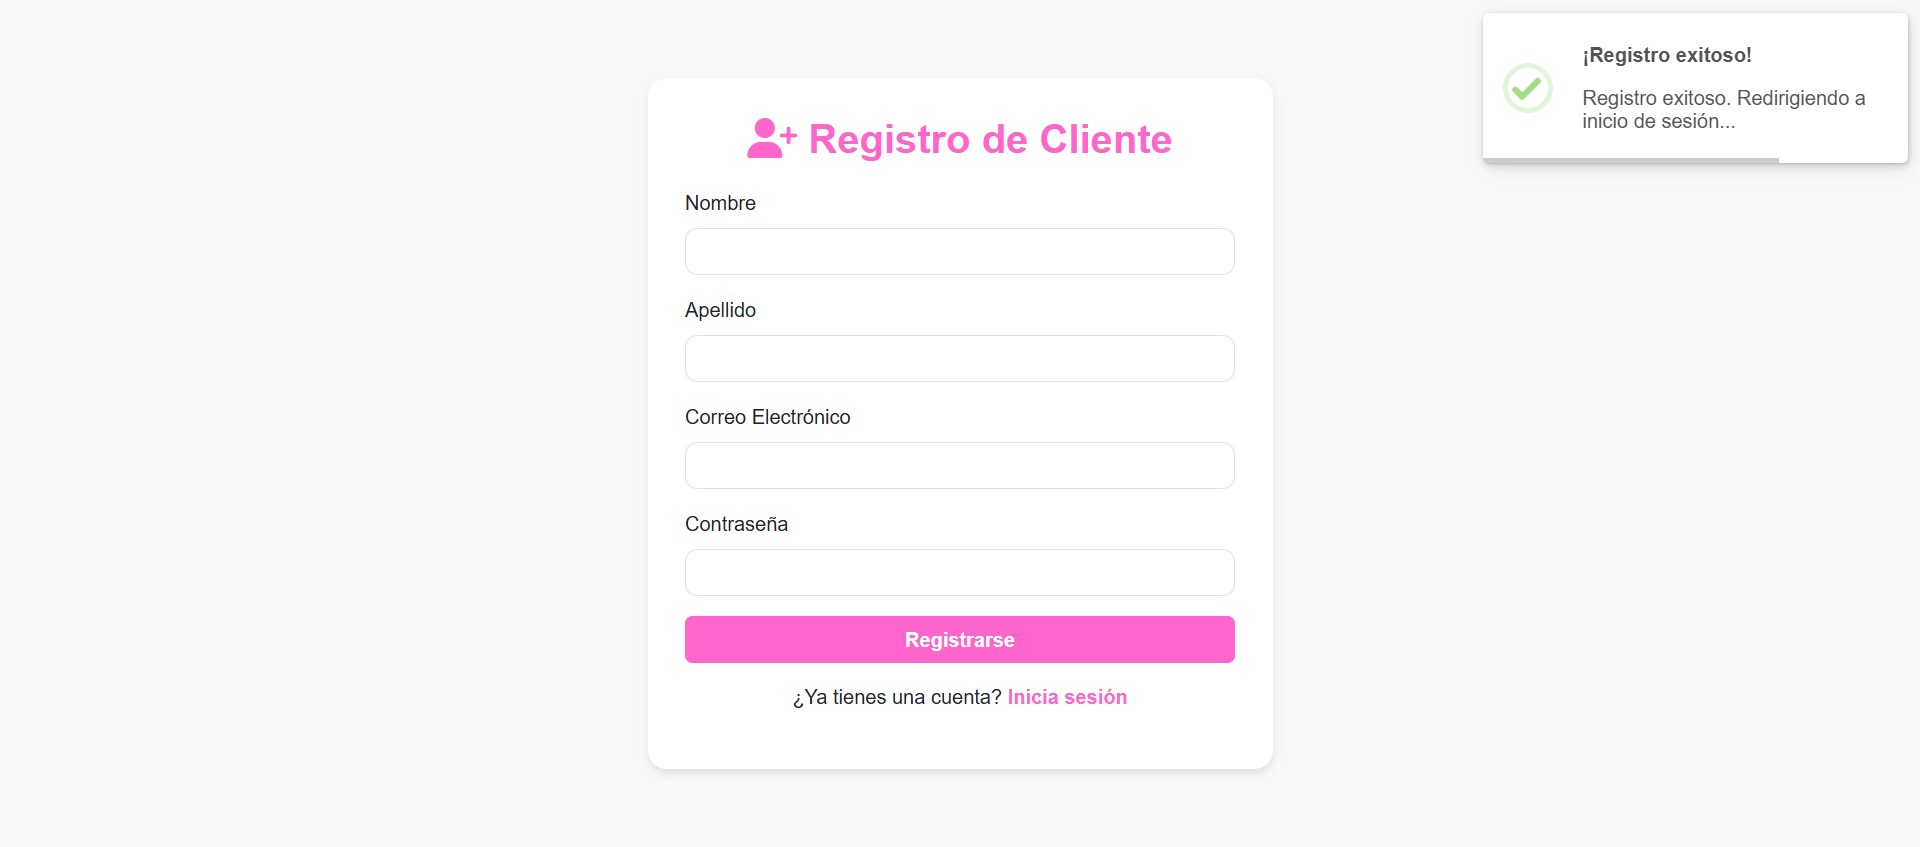 Registro de Cliente
Nombre
Apellido
Correo Electrónico
Contraseña
Registrarse
¿Ya tienes una cuenta? Inicia sesión
¡Registro exitoso!
Registro exitoso. Redirigiendo a
inicio de sesión...